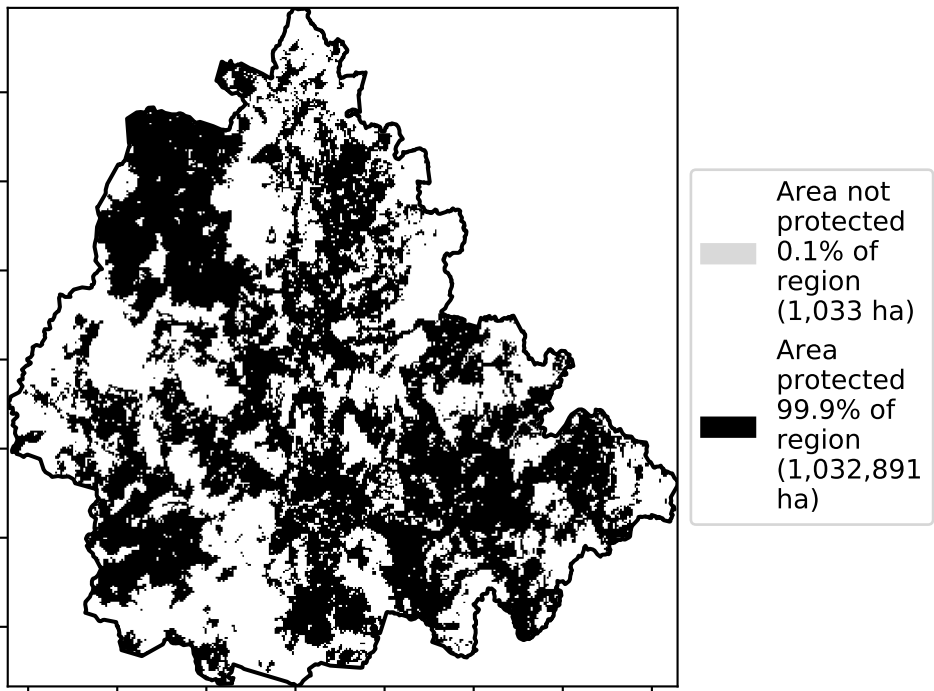 Area not
protected
0.1% of
region
(1,033 ha)
Area
protected
99.9% of
region
(1,032,891
ha)